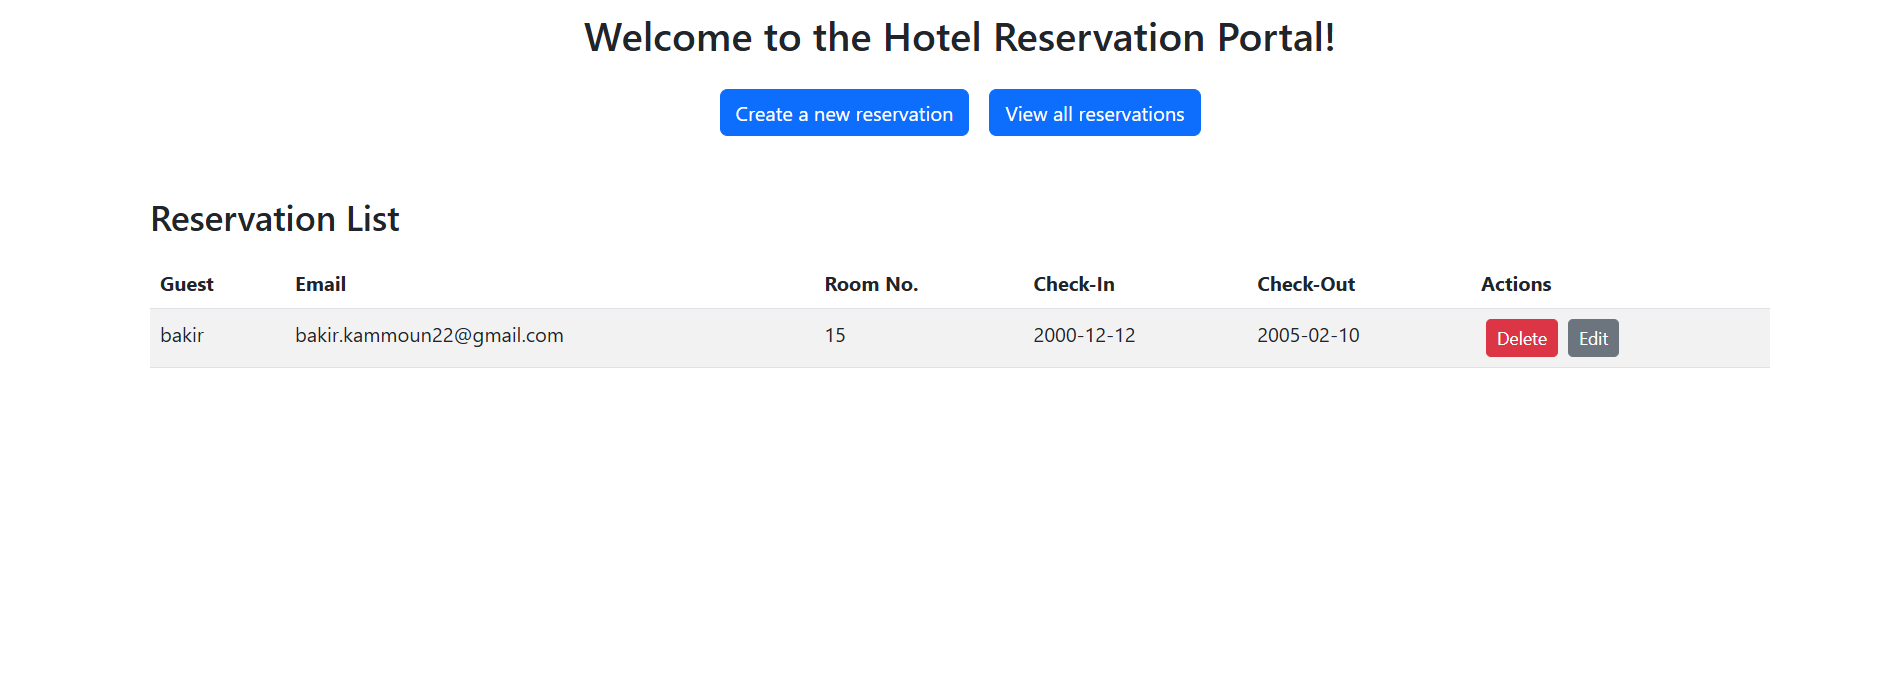 Welcome to the Hotel Reservation Portal!
Create a new reservation View all reservations
Reservation List
Guest Email Room No. Check-In Check-Out Actions
bakir bakir.kammoun22@gmail.com 15 2000-12-12 2005-02-10 Delete Edit